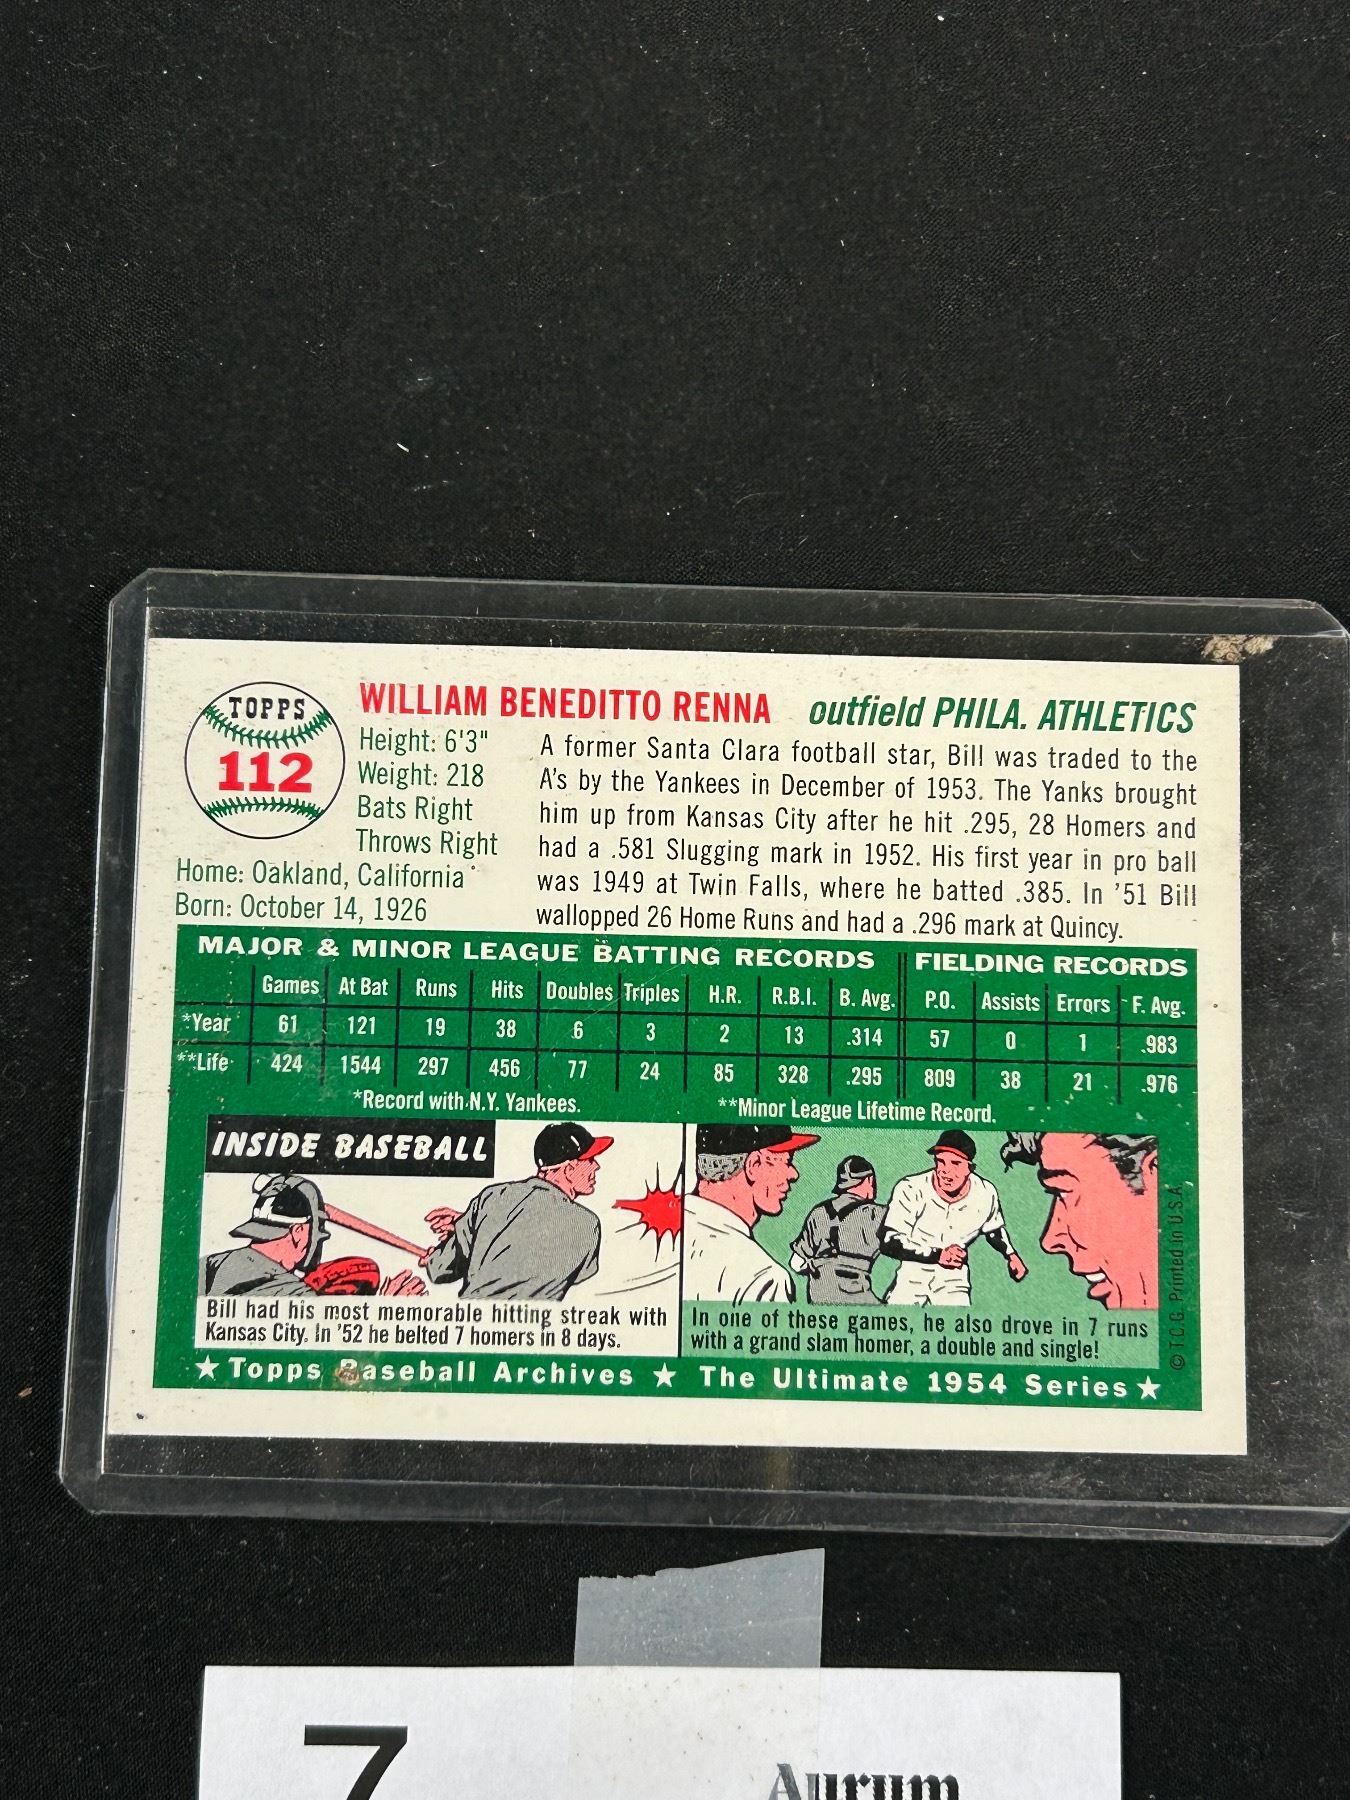 TOPPS
112
WILLIAM BENEDITTO RENNA outfield PHILA. ATHLETICS
Height: 6'3"
Weight: 218
Bats Right
Throws Right
Home: Oakland, California
Born: October 14, 1926
A former Santa Clara football star, Bill was traded to the
A's by the Yankees in December of 1953. The Yanks brought
him up from Kansas City after he hit .295, 28 Homers and
had a .581 Slugging mark in 1952. His first year in pro ball
was 1949 at Twin Falls, where he batted .385. In '51 Bill
wallopped 26 Home Runs and had a .296 mark at Quincy.
MAJOR & MINOR LEAGUE BATTING RECORDS FIELDING RECORDS
Games At Bat Runs Hits Doubles Triples H.R. R.B.I. B. Avg. P.O. Assists Errors F. Avg.
*Year 61 121 19 38 6 3 2 13 .314 57 0 1 .983
**Life 424 1544 297 456 77 24 85 328 .295 809 38 21 .976
*Record with N.Y. Yankees. **Minor League Lifetime Record.
INSIDE BASEBALL
Bill had his most memorable hitting streak with
Kansas City. In '52 he belted 7 homers in 8 days.
In one of these games, he also drove in 7 runs
with a grand slam homer, a double and single!
© T.C.G. Printed in U.S.A.
★ Topps Baseball Archives ★ The Ultimate 1954 Series ★
7
Aurum